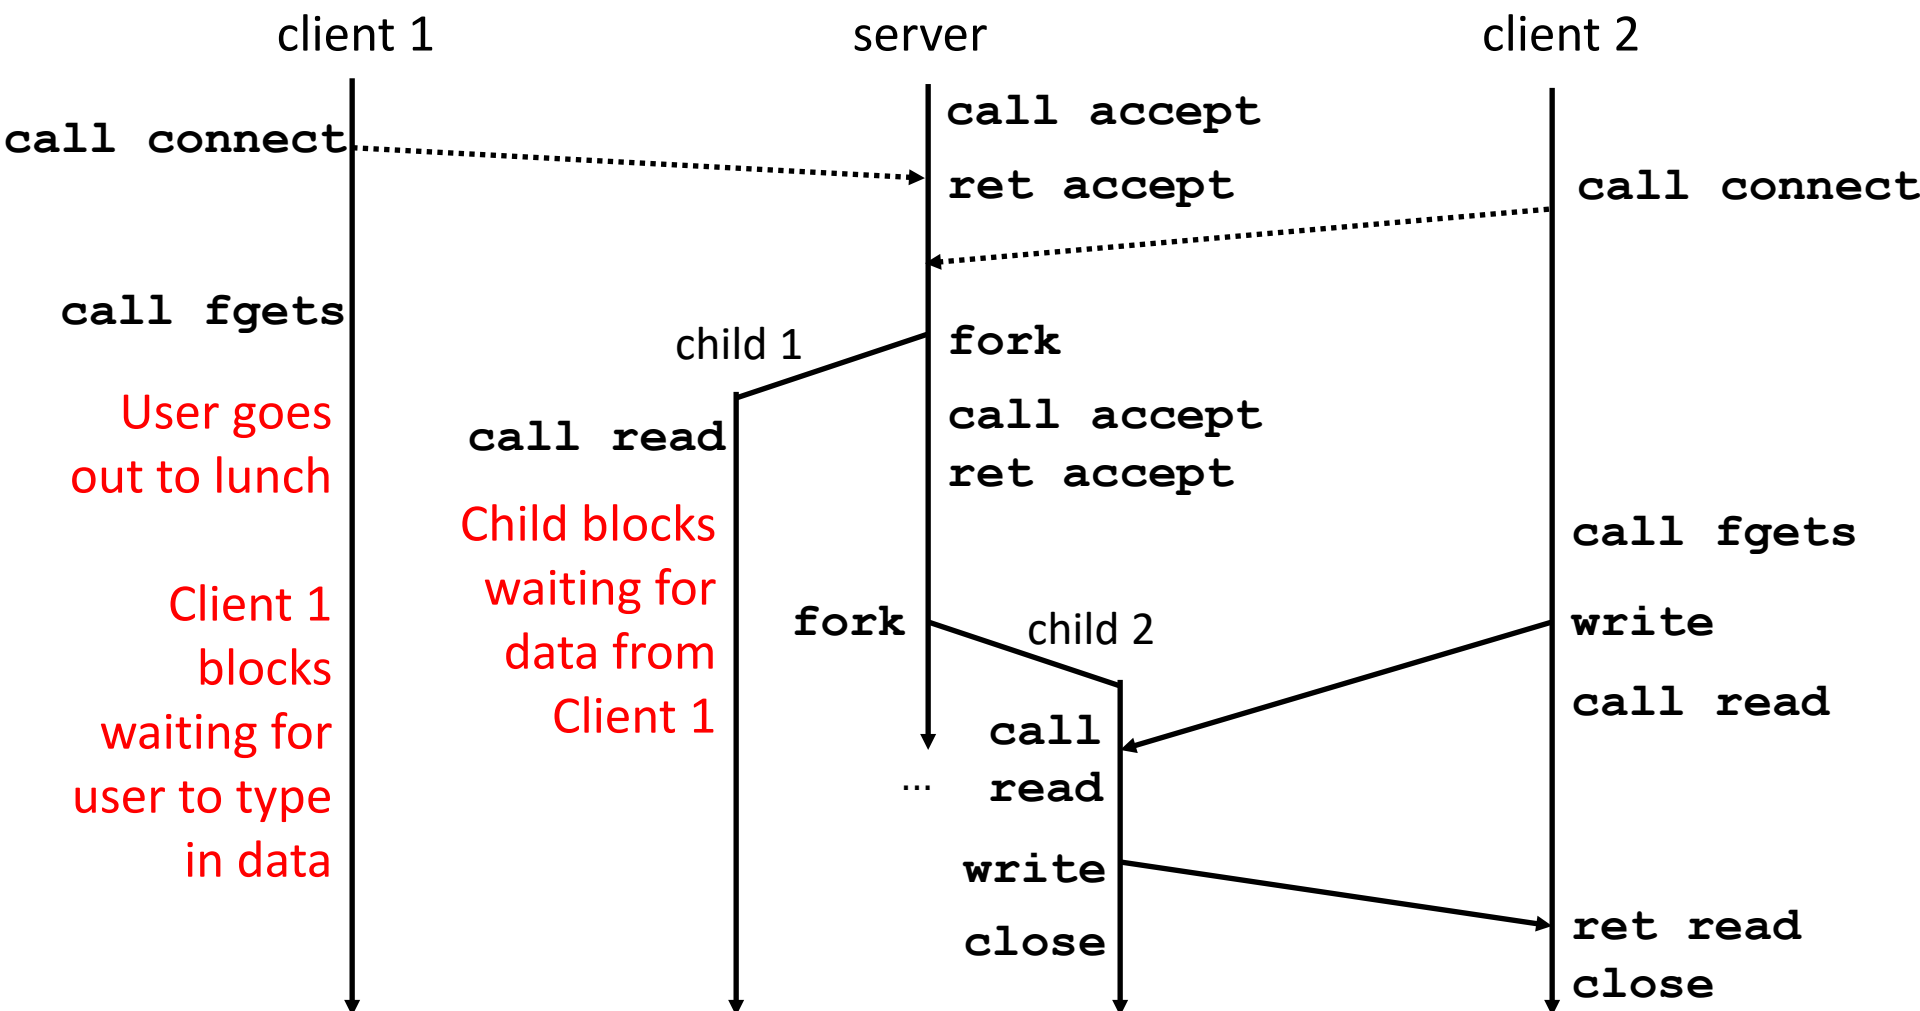 client 1
server
client 2
call connect
call accept
ret accept
call connect
call fgets
child 1
fork
User goes
out to lunch
call read
call accept
ret accept
Child blocks
waiting for
data from
Client 1
call fgets
Client 1
blocks
waiting for
user to type
in data
fork
child 2
write
call read
call
read
...
write
close
ret read
close